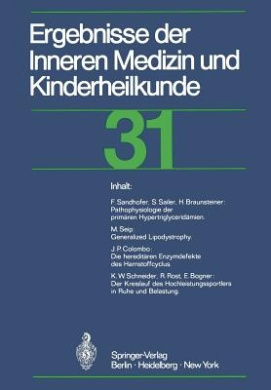 Ergebnisse der
Inneren Medizin und
Kinderheilkunde
31
Inhalt:
F. Sandhofer, S. Sailer, H. Braunsteiner:
Pathophysiologie der
primären Hypertriglyceridämien.
M. Seip:
Generalized Lipodystrophy.
J. P. Colombo:
Die hereditären Enzymdefekte
des Harnstoffcyclus.
K. W. Schneider, R. Rost, E. Bogner:
Der Kreislauf des Hochleistungssportlers
in Ruhe und Belastung.
Springer-Verlag
Berlin · Heidelberg · New York